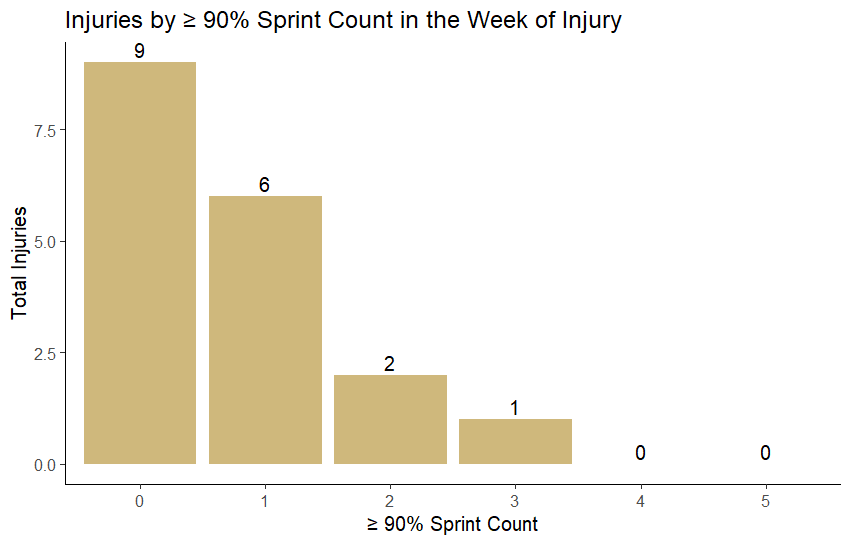 Injuries by ≥ 90% Sprint Count in the Week of Injury
9
6
2
1
0
0
Total Injuries
7.5
5.0
2.5
0.0
0 1 2 3 4 5
≥ 90% Sprint Count